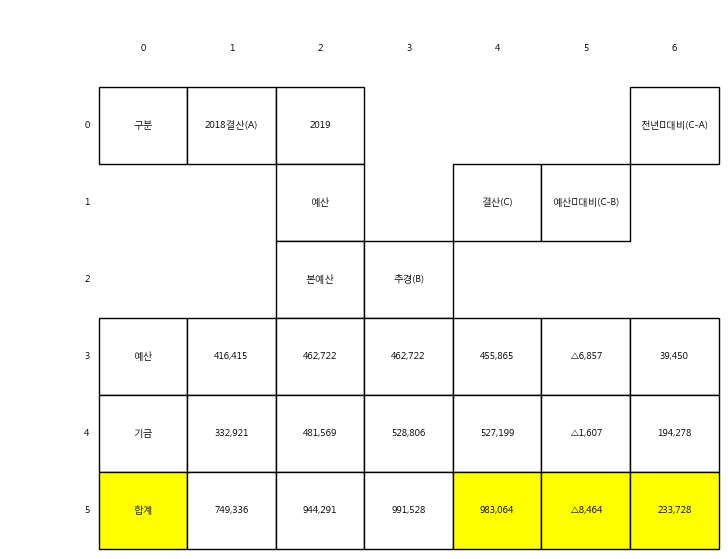 0 1 2 3 4 5 6
0 구분 2018결산(A) 2019 전년▯대비(C-A)
1 예산 결산(C) 예산▯대비(C-B)
2 본예산 추경(B)
3 예산 416,415 462,722 462,722 455,865 △6,857 39,450
4 기금 332,921 481,569 528,806 527,199 △1,607 194,278
5 합계 749,336 944,291 991,528 983,064 △8,464 233,728